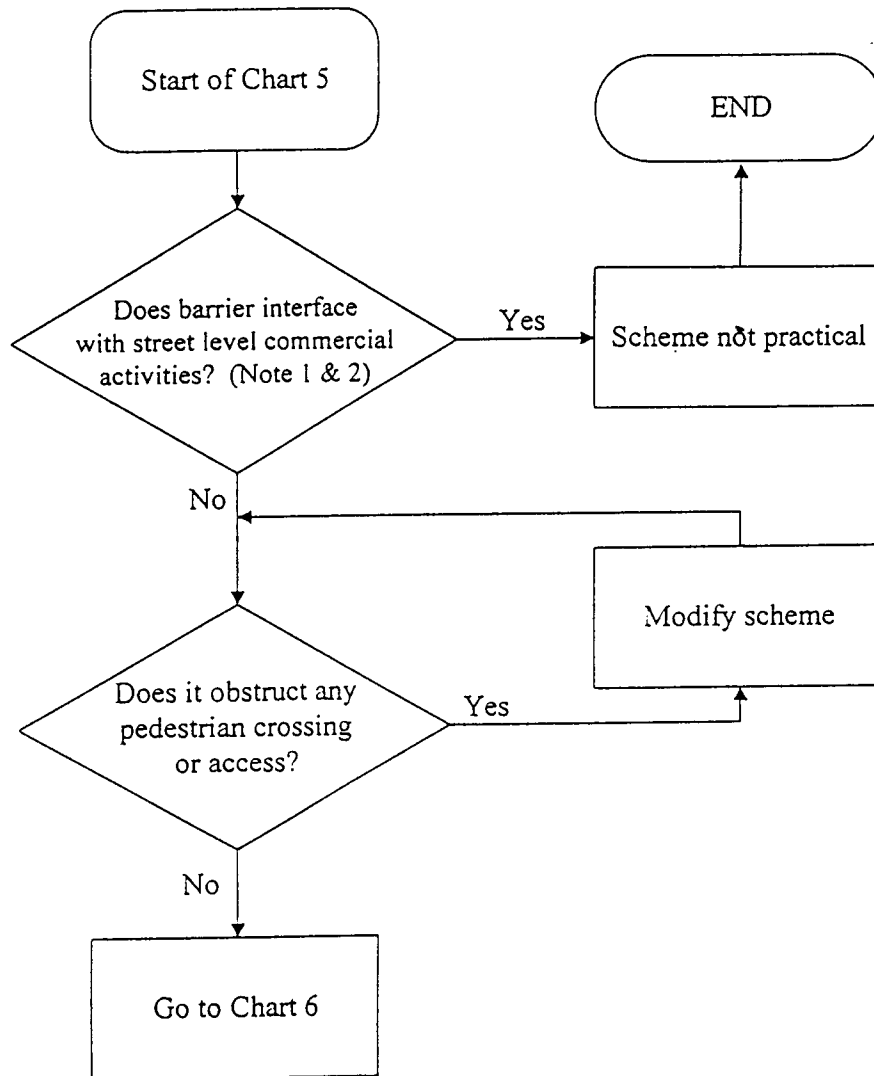 Start of Chart 5
END
Does barrier interface
with street level commercial
activities? (Note 1 & 2)
Yes
Scheme not practical
No
Modify scheme
Does it obstruct any
pedestrian crossing
or access?
Yes
No
Go to Chart 6